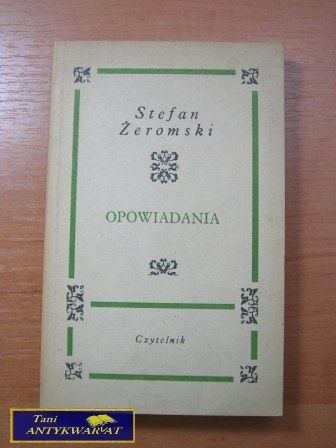 Stefan
Żeromski
OPOWIADANIA
Czytelnik
Tani
ANTYKWARIAT